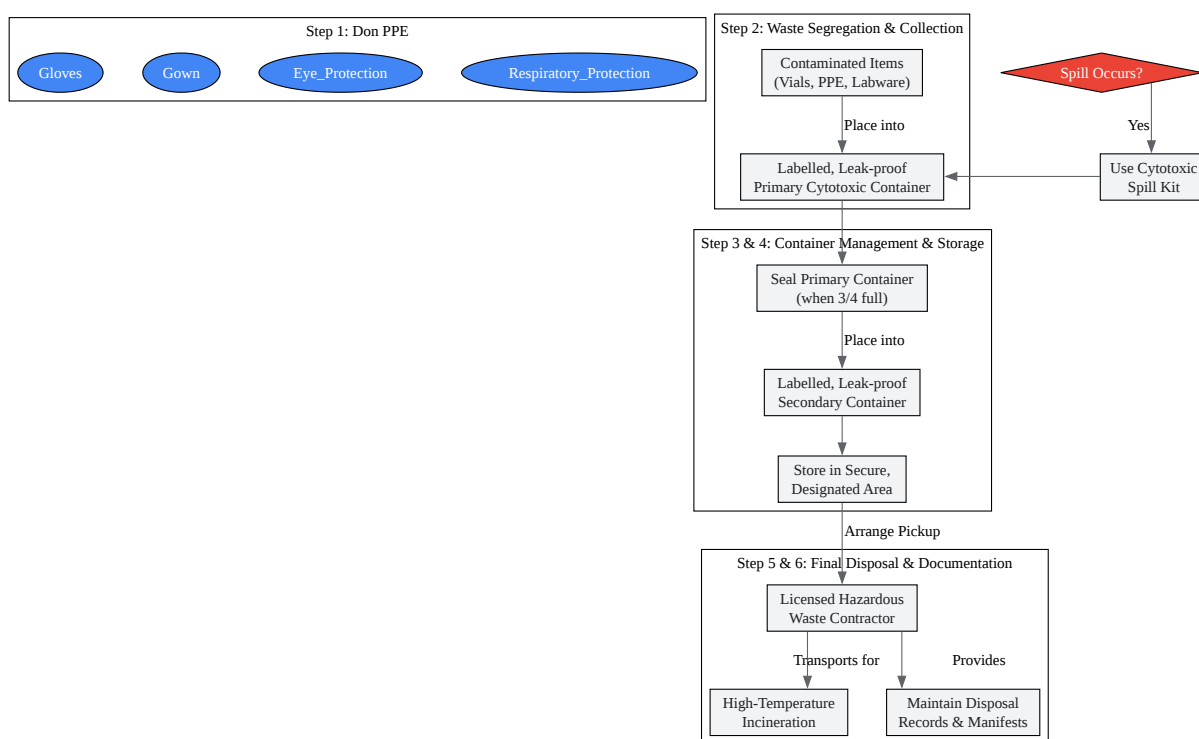 Step 1: Don PPE
Gloves
Gown
Eye_Protection
Respiratory_Protection
Step 2: Waste Segregation & Collection
Contaminated Items
(Vials, PPE, Labware)
Place into
Labelled, Leak-proof
Primary Cytotoxic Container
Spill Occurs?
Yes
Use Cytotoxic
Spill Kit
Step 3 & 4: Container Management & Storage
Seal Primary Container
(when 3/4 full)
Place into
Labelled, Leak-proof
Secondary Container
Store in Secure,
Designated Area
Arrange Pickup
Step 5 & 6: Final Disposal & Documentation
Licensed Hazardous
Waste Contractor
Transports for
Provides
High-Temperature
Incineration
Maintain Disposal
Records & Manifests